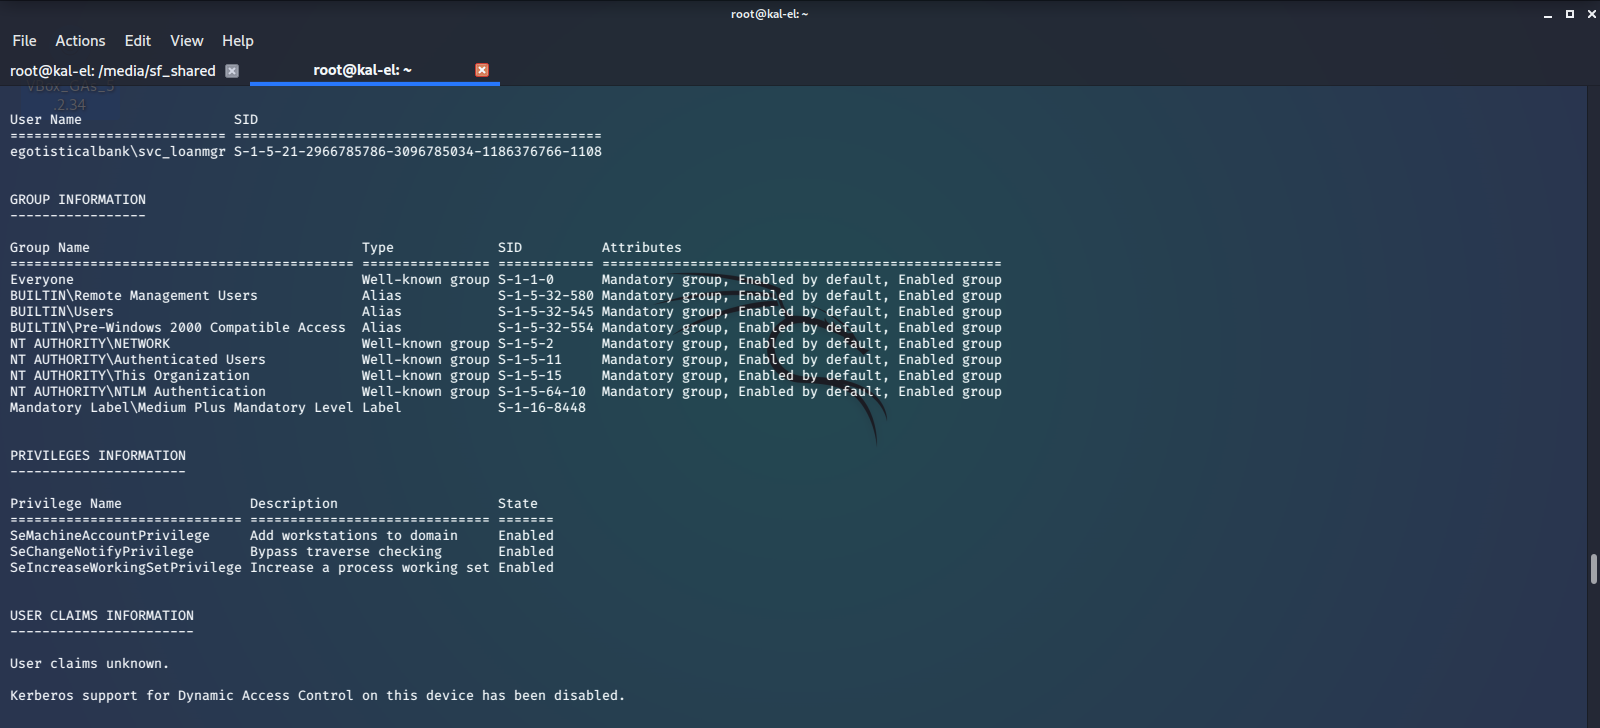 root@kal-el: ~
File Actions Edit View Help
root@kal-el: /media/sf_shared root@kal-el: ~
VBox_GAs_5
.2.34
User Name                   SID
=========================== ==============================================
egotisticalbank\svc_loanmgr S-1-5-21-2966785786-3096785034-1186376766-1108
GROUP INFORMATION
-----------------
Group Name                                  Type             SID          Attributes
=========================================== ================ ============ ==================================================
Everyone                                    Well-known group S-1-1-0      Mandatory group, Enabled by default, Enabled group
BUILTIN\Remote Management Users             Alias            S-1-5-32-580 Mandatory group, Enabled by default, Enabled group
BUILTIN\Users                               Alias            S-1-5-32-545 Mandatory group, Enabled by default, Enabled group
BUILTIN\Pre-Windows 2000 Compatible Access  Alias            S-1-5-32-554 Mandatory group, Enabled by default, Enabled group
NT AUTHORITY\NETWORK                        Well-known group S-1-5-2      Mandatory group, Enabled by default, Enabled group
NT AUTHORITY\Authenticated Users            Well-known group S-1-5-11     Mandatory group, Enabled by default, Enabled group
NT AUTHORITY\This Organization              Well-known group S-1-5-15     Mandatory group, Enabled by default, Enabled group
NT AUTHORITY\NTLM Authentication            Well-known group S-1-5-64-10  Mandatory group, Enabled by default, Enabled group
Mandatory Label\Medium Plus Mandatory Level Label            S-1-16-8448
PRIVILEGES INFORMATION
----------------------
Privilege Name                Description                    State
============================= ============================== =======
SeMachineAccountPrivilege     Add workstations to domain     Enabled
SeChangeNotifyPrivilege       Bypass traverse checking       Enabled
SeIncreaseWorkingSetPrivilege Increase a process working set Enabled
USER CLAIMS INFORMATION
-----------------------
User claims unknown.
Kerberos support for Dynamic Access Control on this device has been disabled.